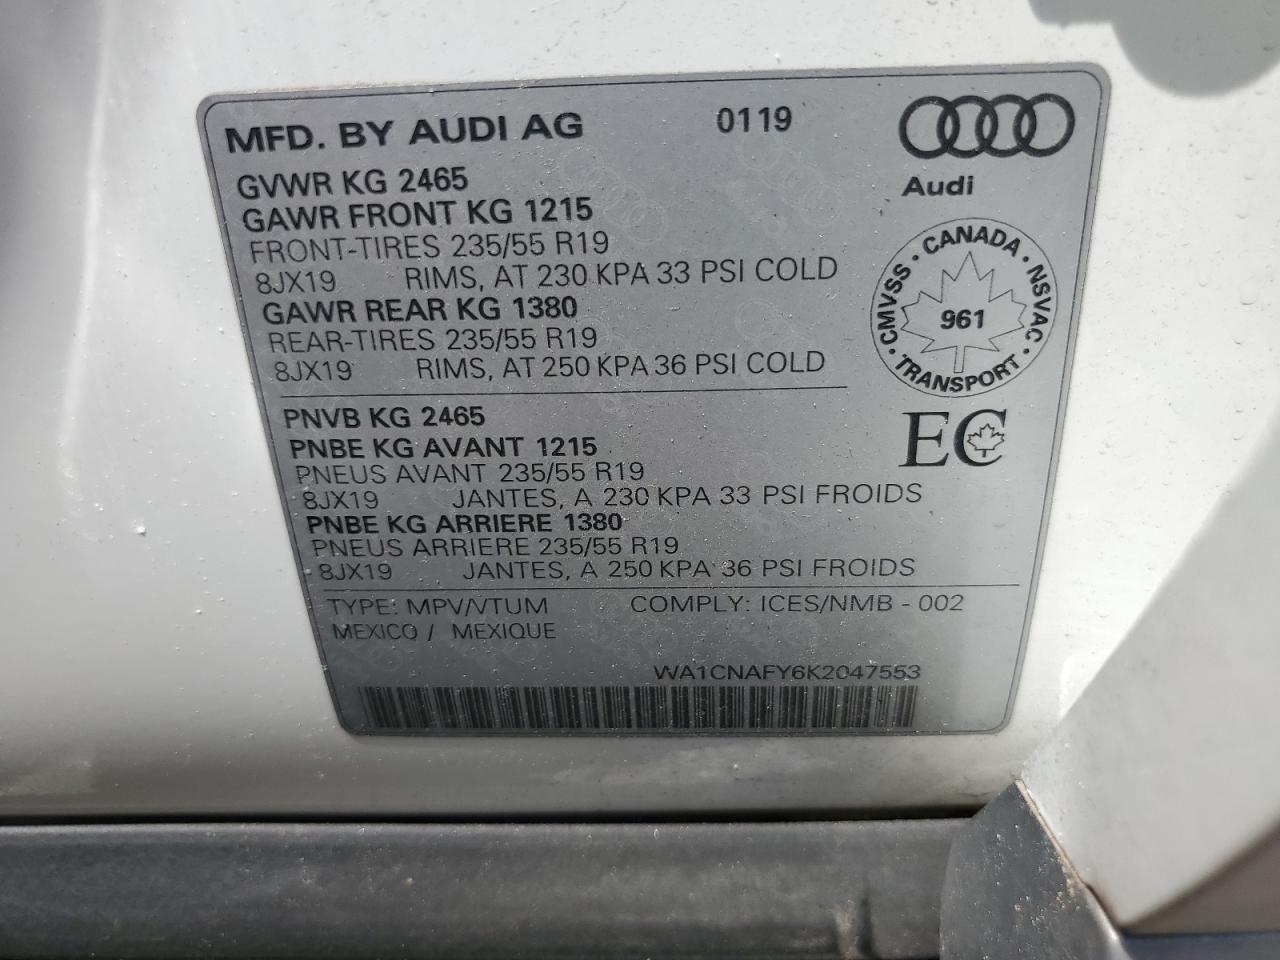 MFD. BY AUDI AG 0119
Audi
GVWR KG 2465
GAWR FRONT KG 1215
FRONT-TIRES 235/55 R19
8JX19 RIMS, AT 230 KPA 33 PSI COLD
GAWR REAR KG 1380
REAR-TIRES 235/55 R19
8JX19 RIMS, AT 250 KPA 36 PSI COLD
CMVSS · CANADA · NSVAC · TRANSPORT ·
961
PNVB KG 2465
PNBE KG AVANT 1215
PNEUS AVANT 235/55 R19
8JX19 JANTES, A 230 KPA 33 PSI FROIDS
PNBE KG ARRIERE 1380
PNEUS ARRIERE 235/55 R19
8JX19 JANTES, A 250 KPA 36 PSI FROIDS
EC
TYPE: MPV/VTUM COMPLY: ICES/NMB - 002
MEXICO / MEXIQUE
WA1CNAFY6K2047553